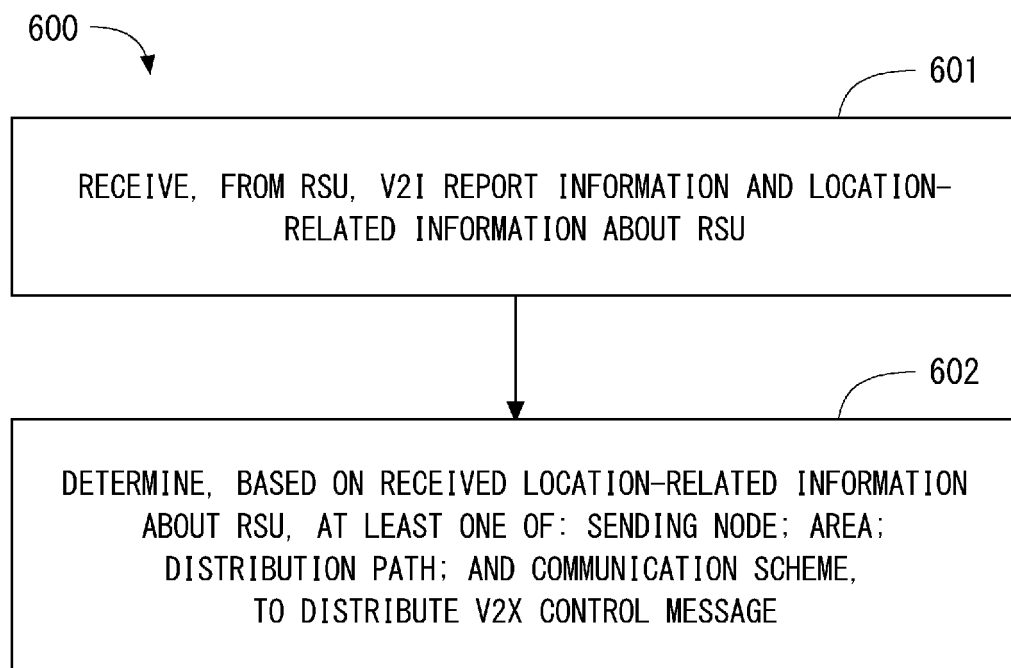 600
601
RECEIVE, FROM RSU, V2I REPORT INFORMATION AND LOCATION-
RELATED INFORMATION ABOUT RSU
602
DETERMINE, BASED ON RECEIVED LOCATION-RELATED INFORMATION
ABOUT RSU, AT LEAST ONE OF: SENDING NODE; AREA;
DISTRIBUTION PATH; AND COMMUNICATION SCHEME,
TO DISTRIBUTE V2X CONTROL MESSAGE